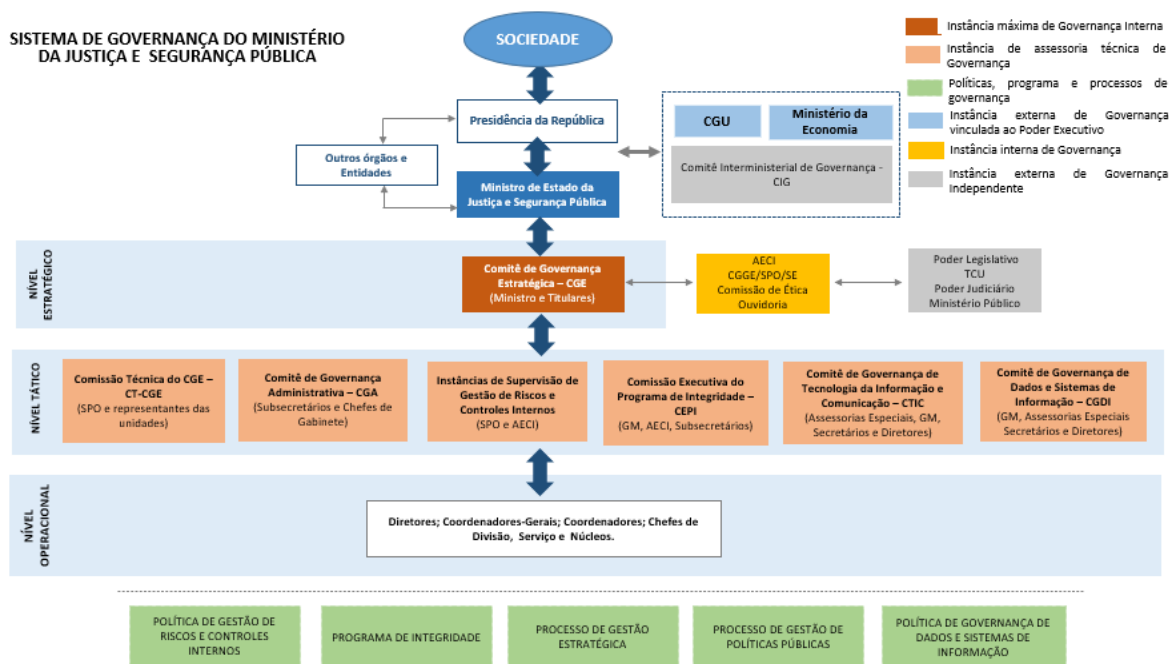 SISTEMA DE GOVERNANÇA DO MINISTÉRIO
DA JUSTIÇA E SEGURANÇA PÚBLICA
SOCIEDADE
Instância máxima de Governança Interna
Instância de assessoria técnica de
Governança
Políticas, programa e processos de
governança
Instância externa de Governança
vinculada ao Poder Executivo
Instância interna de Governança
Instância externa de Governança
Independente
Presidência da República
Outros órgãos e
Entidades
Ministro de Estado da
Justiça e Segurança Pública
CGU
Ministério da
Economia
Comitê Interministerial de Governança -
CIG
NÍVEL
ESTRATÉGICO
Comitê de Governança
Estratégica – CGE
(Ministro e Titulares)
AECI
CGGE/SPO/SE
Comissão de Ética
Ouvidoria
Poder Legislativo
TCU
Poder Judiciário
Ministério Público
NÍVEL TÁTICO
Comissão Técnica do CGE –
CT-CGE
(SPO e representantes das
unidades)
Comitê de Governança
Administrativa – CGA
(Subsecretários e Chefes de
Gabinete)
Instâncias de Supervisão de
Gestão de Riscos e
Controles Internos
(SPO e AECI)
Comissão Executiva do
Programa de Integridade –
CEPI
(GM, AECI, Subsecretários)
Comitê de Governança de
Tecnologia da Informação e
Comunicação – CTIC
(Assessorias Especiais, GM,
Secretários e Diretores)
Comitê de Governança de
Dados e Sistemas de
Informação – CGDI
(GM, Assessorias Especiais
Secretários e Diretores)
NÍVEL
OPERACIONAL
Diretores; Coordenadores-Gerais; Coordenadores; Chefes de
Divisão, Serviço e Núcleos.
POLÍTICA DE GESTÃO DE
RISCOS E CONTROLES
INTERNOS
PROGRAMA DE INTEGRIDADE
PROCESSO DE GESTÃO
ESTRATÉGICA
PROCESSO DE GESTÃO DE
POLÍTICAS PÚBLICAS
POLÍTICA DE GOVERNANÇA DE
DADOS E SISTEMAS DE
INFORMAÇÃO